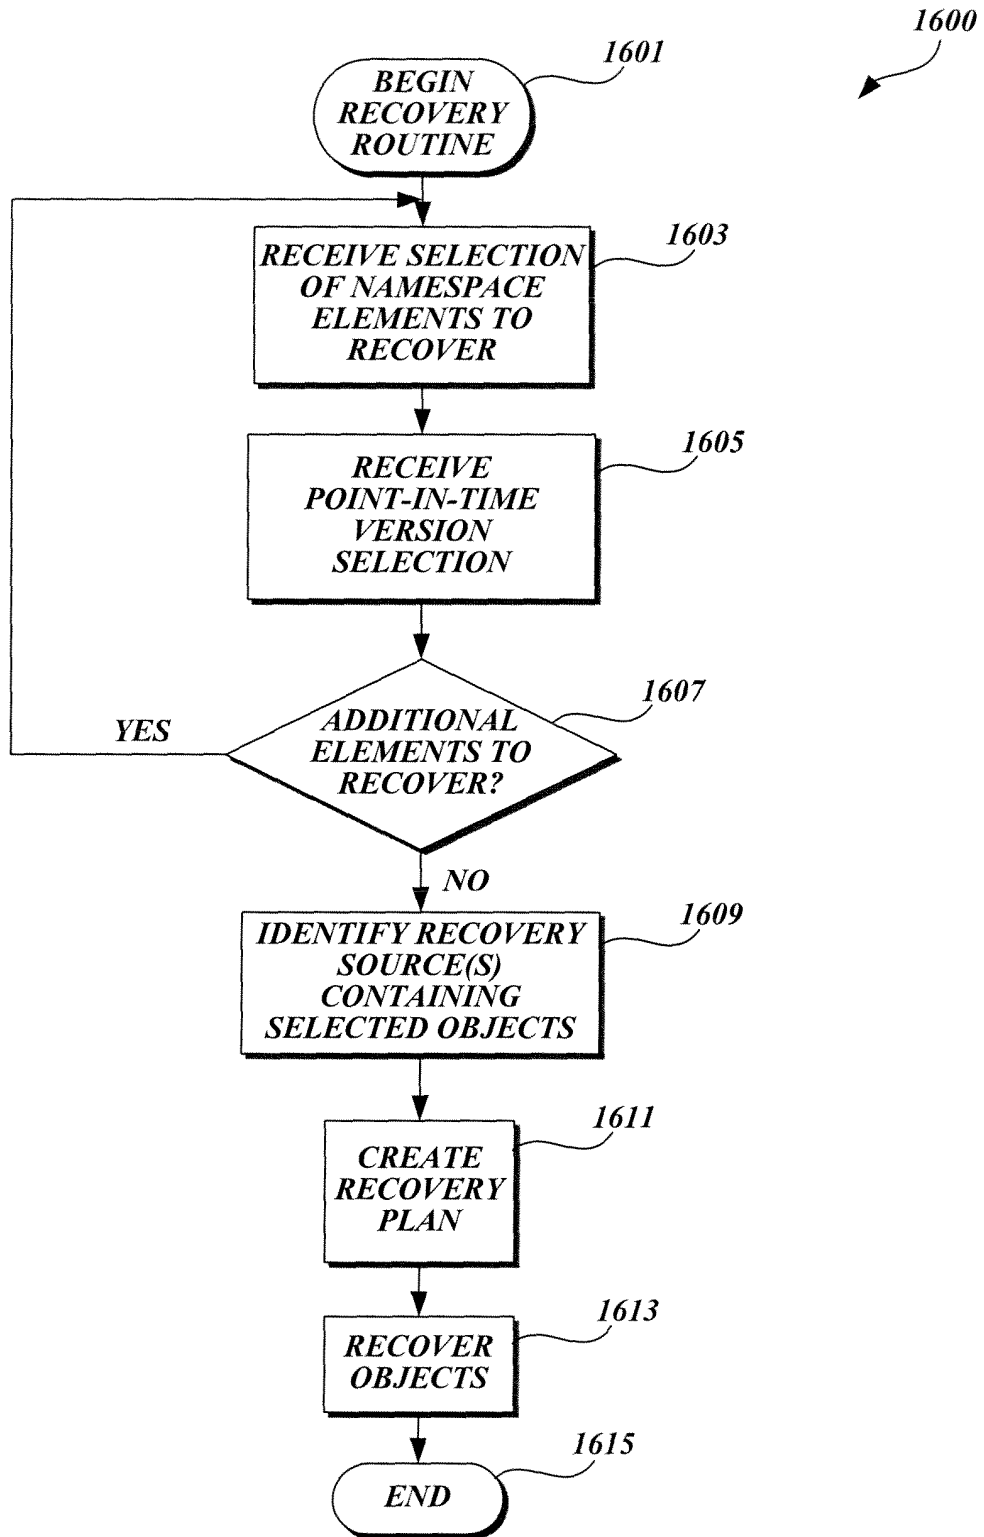 1600
1601
BEGIN
RECOVERY
ROUTINE
1603
RECEIVE SELECTION
OF NAMESPACE
ELEMENTS TO
RECOVER
1605
RECEIVE
POINT-IN-TIME
VERSION
SELECTION
1607
ADDITIONAL
ELEMENTS TO
RECOVER?
YES
NO
1609
IDENTIFY RECOVERY
SOURCE(S)
CONTAINING
SELECTED OBJECTS
1611
CREATE
RECOVERY
PLAN
1613
RECOVER
OBJECTS
1615
END